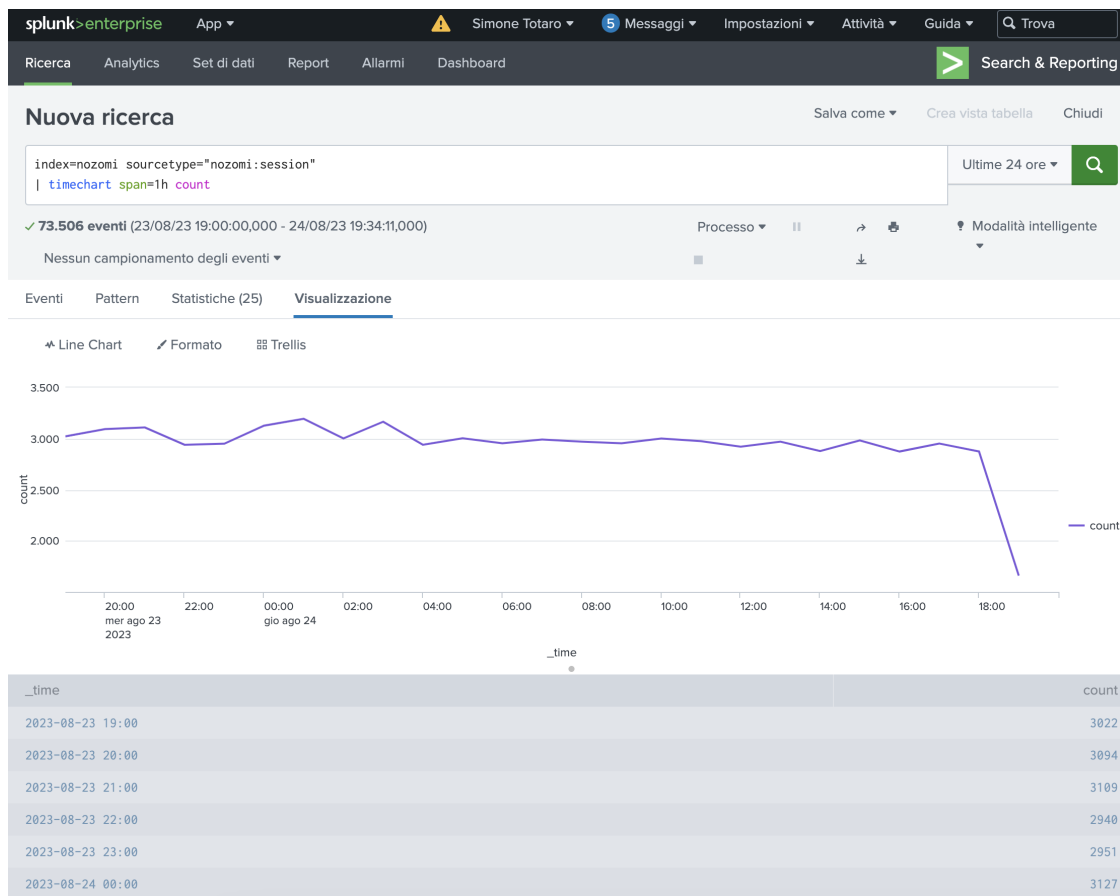 splunk>enterprise App Simone Totaro 5 Messaggi Impostazioni Attività Guida Trova
Ricerca Analytics Set di dati Report Allarmi Dashboard Search & Reporting
Nuova ricerca Salva come Crea vista tabella Chiudi
index=nozomi sourcetype="nozomi:session" Ultime 24 ore
| timechart span=1h count
73.506 eventi (23/08/23 19:00:00,000 - 24/08/23 19:34:11,000) Processo Modalità intelligente
Nessun campionamento degli eventi
Eventi Pattern Statistiche (25) Visualizzazione
Line Chart Formato Trellis
3.500
3.000
2.500
2.000
count
count
20:00 22:00 00:00 02:00 04:00 06:00 08:00 10:00 12:00 14:00 16:00 18:00
mer ago 23 gio ago 24
2023
_time
_time count
2023-08-23 19:00 3022
2023-08-23 20:00 3094
2023-08-23 21:00 3109
2023-08-23 22:00 2940
2023-08-23 23:00 2951
2023-08-24 00:00 3127